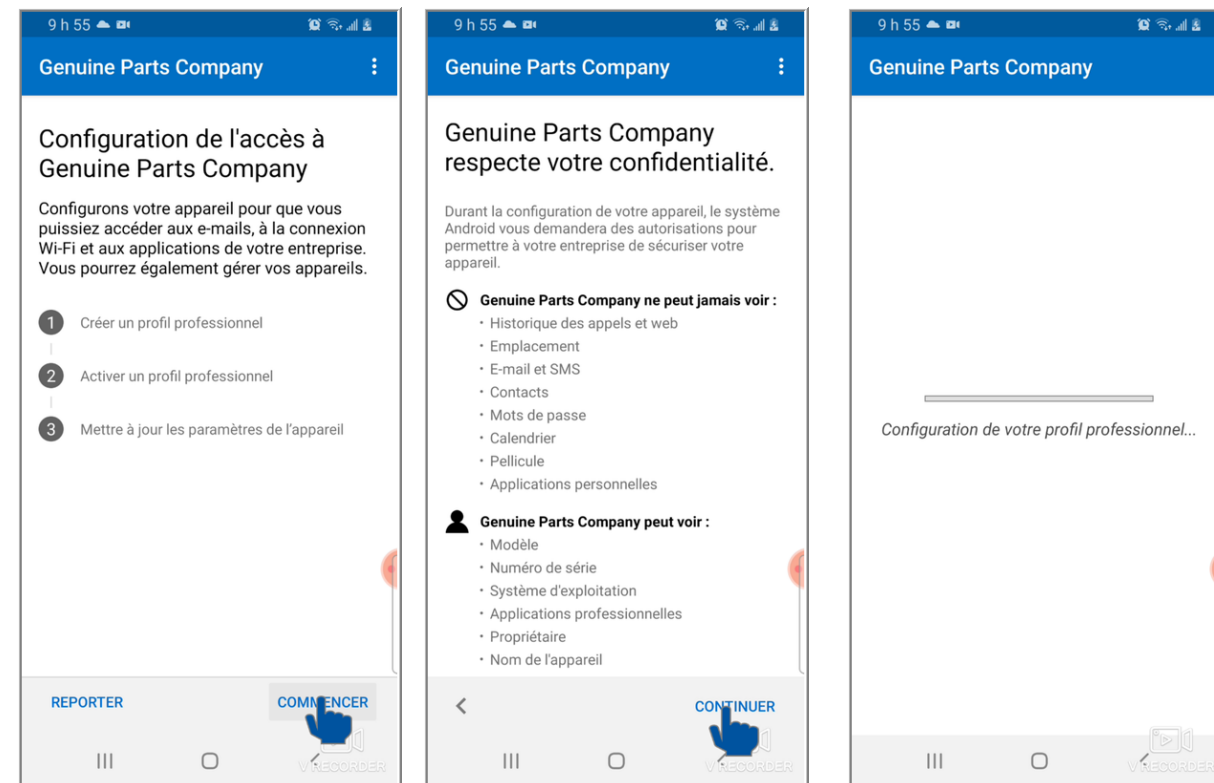 9 h 55
Genuine Parts Company
Configuration de l'accès à
Genuine Parts Company
Configurons votre appareil pour que vous
puissiez accéder aux e-mails, à la connexion
Wi-Fi et aux applications de votre entreprise.
Vous pourrez également gérer vos appareils.
1 Créer un profil professionnel
2 Activer un profil professionnel
3 Mettre à jour les paramètres de l'appareil
REPORTER COMMENCER
V RECORDER
9 h 55
Genuine Parts Company
Genuine Parts Company
respecte votre confidentialité.
Durant la configuration de votre appareil, le système
Android vous demandera des autorisations pour
permettre à votre entreprise de sécuriser votre
appareil.
Genuine Parts Company ne peut jamais voir :
• Historique des appels et web
• Emplacement
• E-mail et SMS
• Contacts
• Mots de passe
• Calendrier
• Pellicule
• Applications personnelles
Genuine Parts Company peut voir :
• Modèle
• Numéro de série
• Système d'exploitation
• Applications professionnelles
• Propriétaire
• Nom de l'appareil
CONTINUER
V RECORDER
9 h 55
Genuine Parts Company
Configuration de votre profil professionnel...
V RECORDER